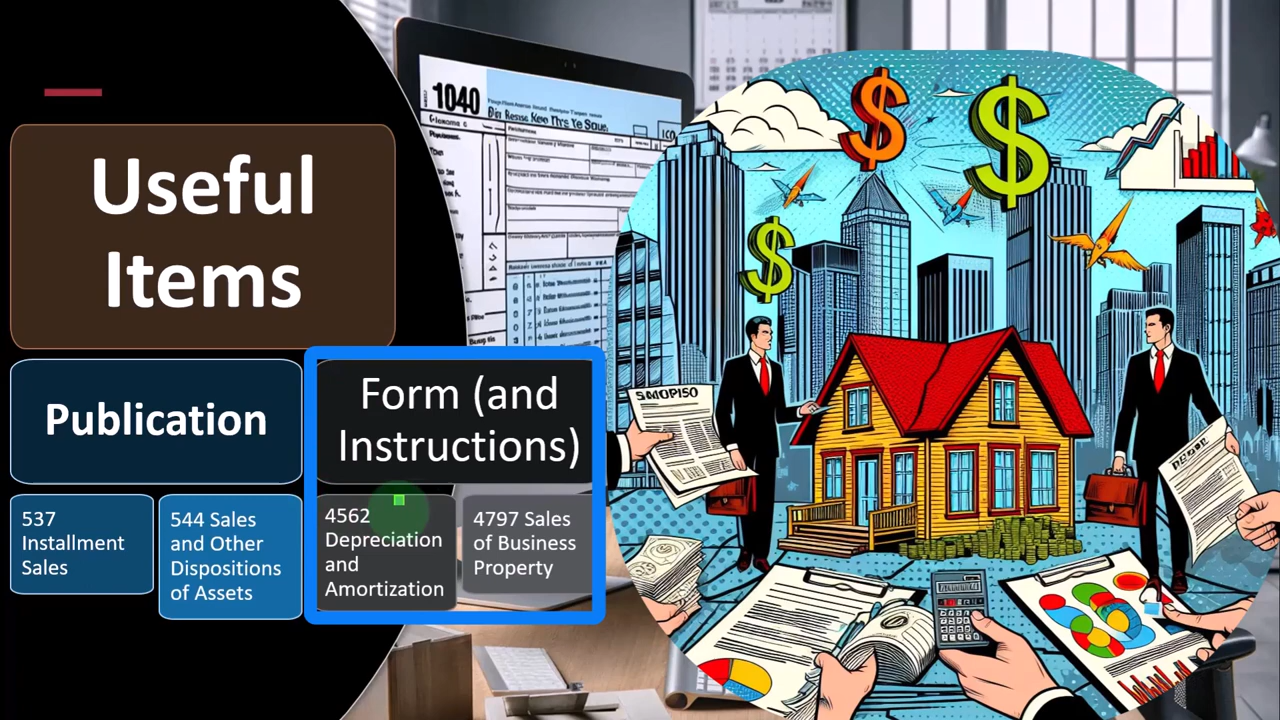 Useful
Items
Publication
Form (and
Instructions)
537
Installment
Sales
544 Sales
and Other
Dispositions
of Assets
4562
Depreciation
and
Amortization
4797 Sales
of Business
Property
1040
SMOPISO